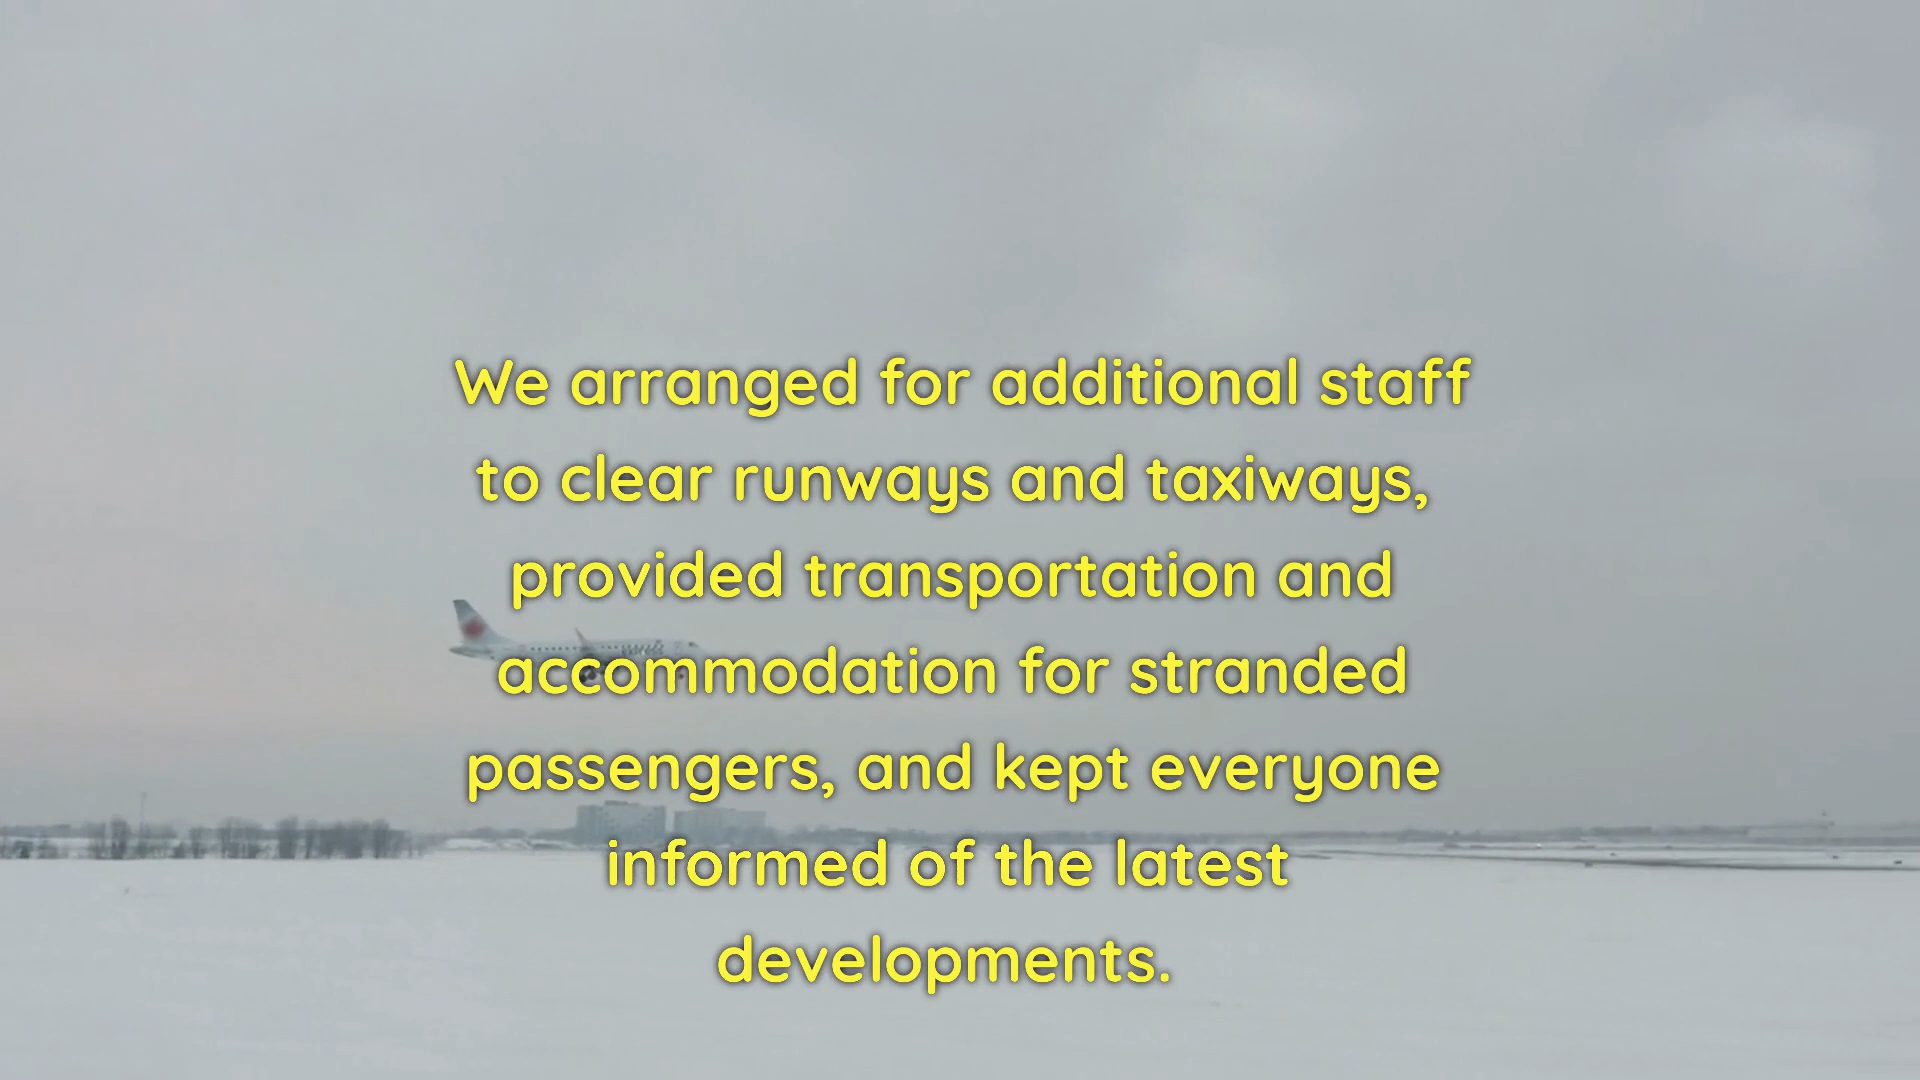 We arranged for additional staff
to clear runways and taxiways,
provided transportation and
accommodation for stranded
passengers, and kept everyone
informed of the latest
developments.